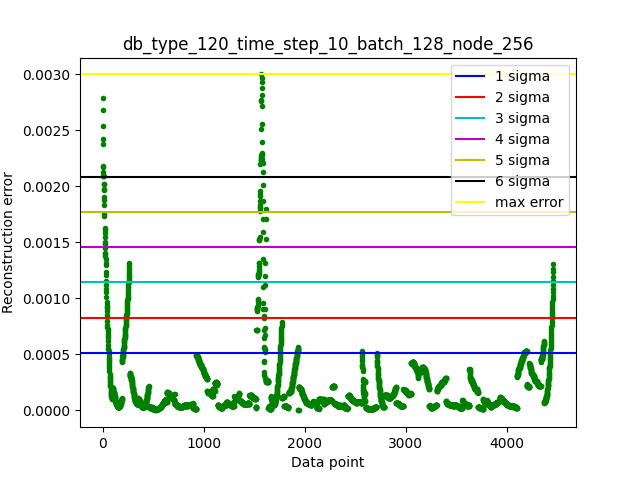 db_type_120_time_step_10_batch_128_node_256
Reconstruction error
0.0030
0.0025
0.0020
0.0015
0.0010
0.0005
0.0000
1 sigma
2 sigma
3 sigma
4 sigma
5 sigma
6 sigma
max error
0 1000 2000 3000 4000
Data point